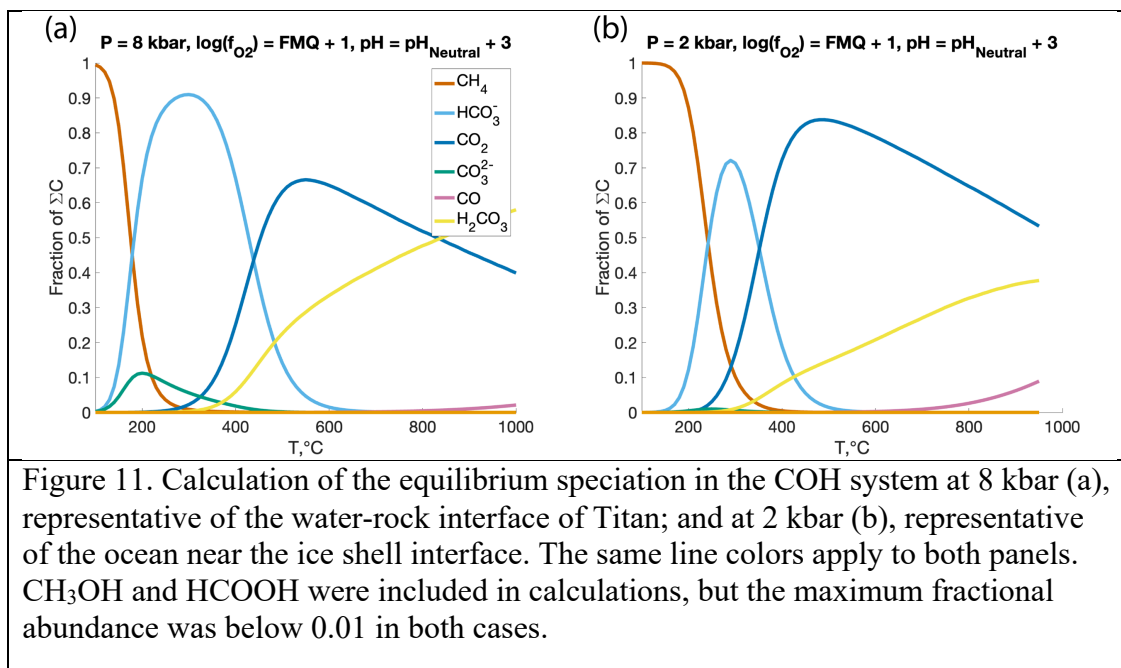 (a)
P = 8 kbar, log(f_O2) = FMQ + 1, pH = pH_Neutral + 3
1
0.9
0.8
0.7
0.6
0.5
0.4
0.3
0.2
0.1
0
Fraction of ΣC
200
400
600
800
1000
T,°C
CH₄
HCO₃⁻
CO₂
CO₃²⁻
CO
H₂CO₃
(b)
P = 2 kbar, log(f_O2) = FMQ + 1, pH = pH_Neutral + 3
1
0.9
0.8
0.7
0.6
0.5
0.4
0.3
0.2
0.1
0
Fraction of ΣC
200
400
600
800
1000
T,°C
Figure 11. Calculation of the equilibrium speciation in the COH system at 8 kbar (a),
representative of the water-rock interface of Titan; and at 2 kbar (b), representative
of the ocean near the ice shell interface. The same line colors apply to both panels.
CH₃OH and HCOOH were included in calculations, but the maximum fractional
abundance was below 0.01 in both cases.